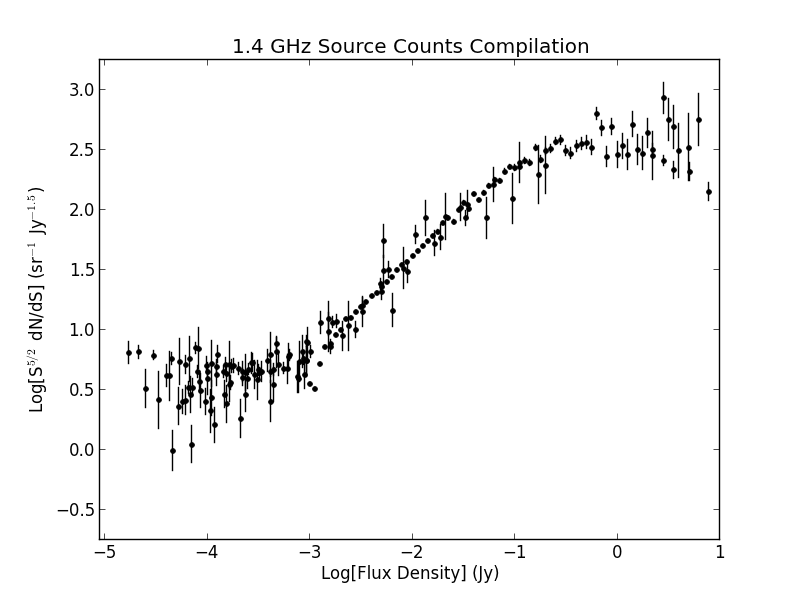 1.4 GHz Source Counts Compilation
3.0
2.5
2.0
1.5
1.0
0.5
0.0
−0.5
Log[S^5/2 dN/dS] (sr^−1 Jy^−1.5)
−5 −4 −3 −2 −1 0 1
Log[Flux Density] (Jy)